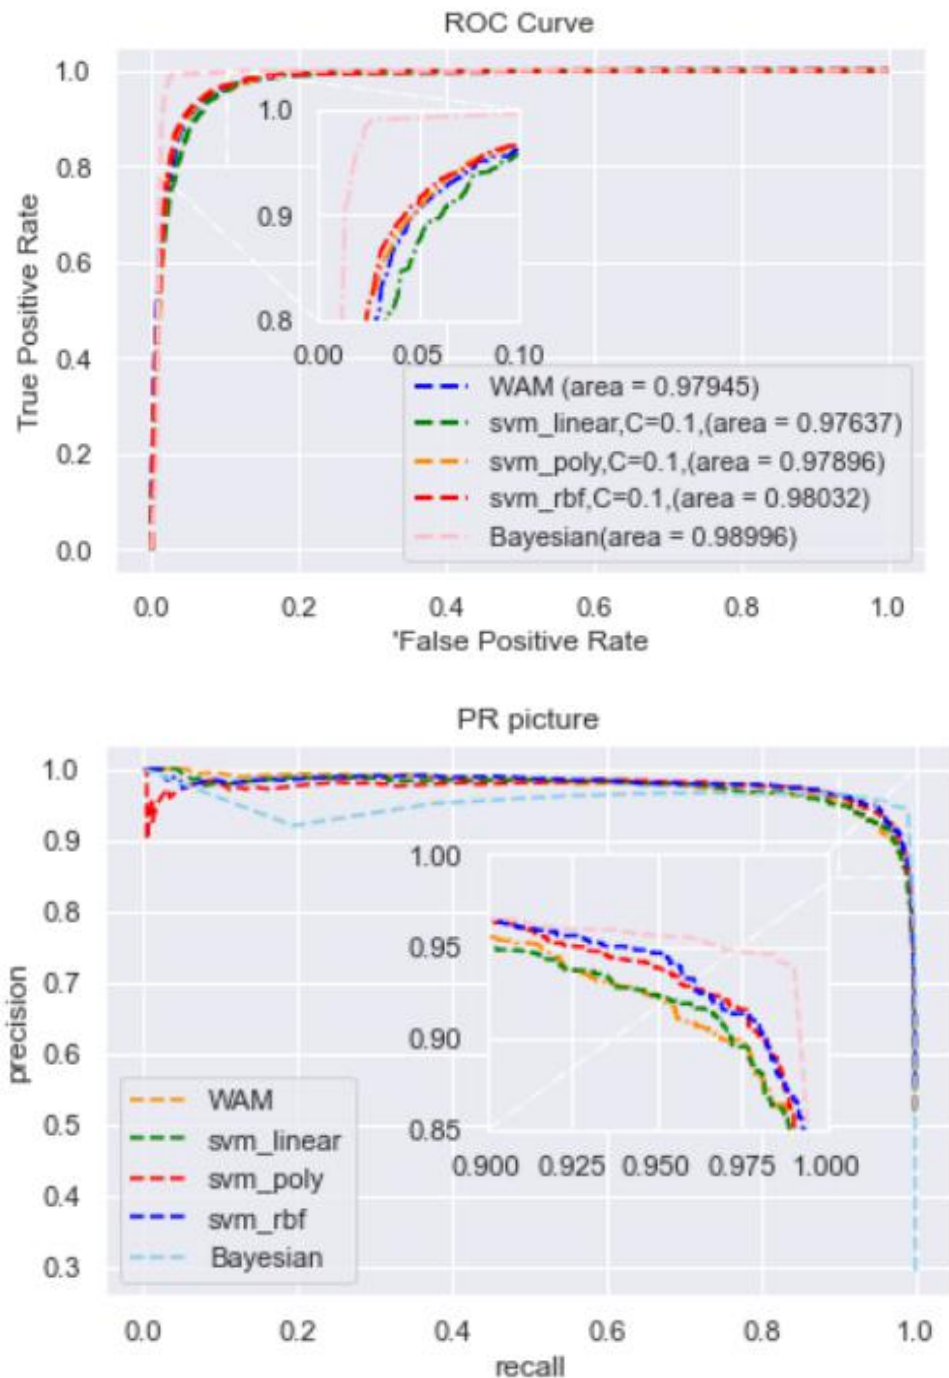 ROC Curve
1.0
0.8
0.6
0.4
0.2
0.0
True Positive Rate
1.0
0.9
0.8
0.00 0.05 0.10
WAM (area = 0.97945)
svm_linear,C=0.1,(area = 0.97637)
svm_poly,C=0.1,(area = 0.97896)
svm_rbf,C=0.1,(area = 0.98032)
Bayesian(area = 0.98996)
0.0 0.2 0.4 0.6 0.8 1.0
'False Positive Rate
PR picture
1.0
0.9
0.8
0.7
0.6
0.5
0.4
0.3
precision
1.00
0.95
0.90
0.85
0.900 0.925 0.950 0.975 1.000
WAM
svm_linear
svm_poly
svm_rbf
Bayesian
0.0 0.2 0.4 0.6 0.8 1.0
recall